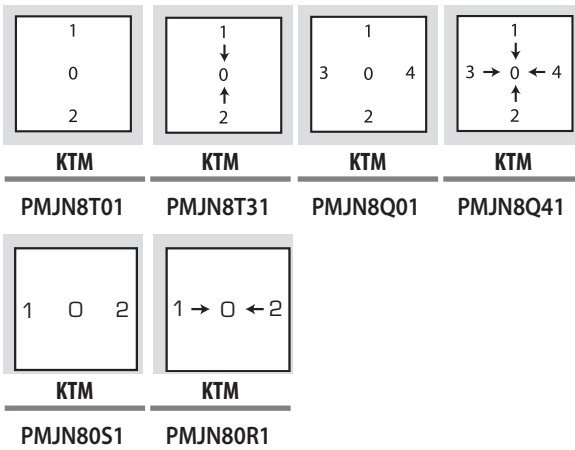 1 1 1 1
↓ ↓
0 0 3 0 4 3 → 0 ← 4
↑ ↑
2 2 2 2
KTM KTM KTM KTM
PMJN8T01 PMJN8T31 PMJN8Q01 PMJN8Q41
1 0 2 1 → 0 ← 2
KTM KTM
PMJN80S1 PMJN80R1